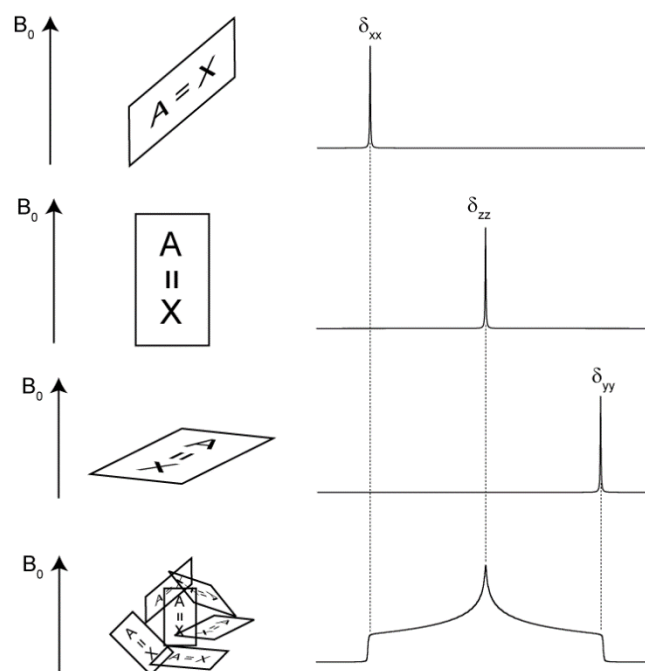 B₀
A = X
δxx
B₀
A
=
X
δzz
B₀
X = A
δyy
B₀
A
=
X
A = X
A = X
X = A